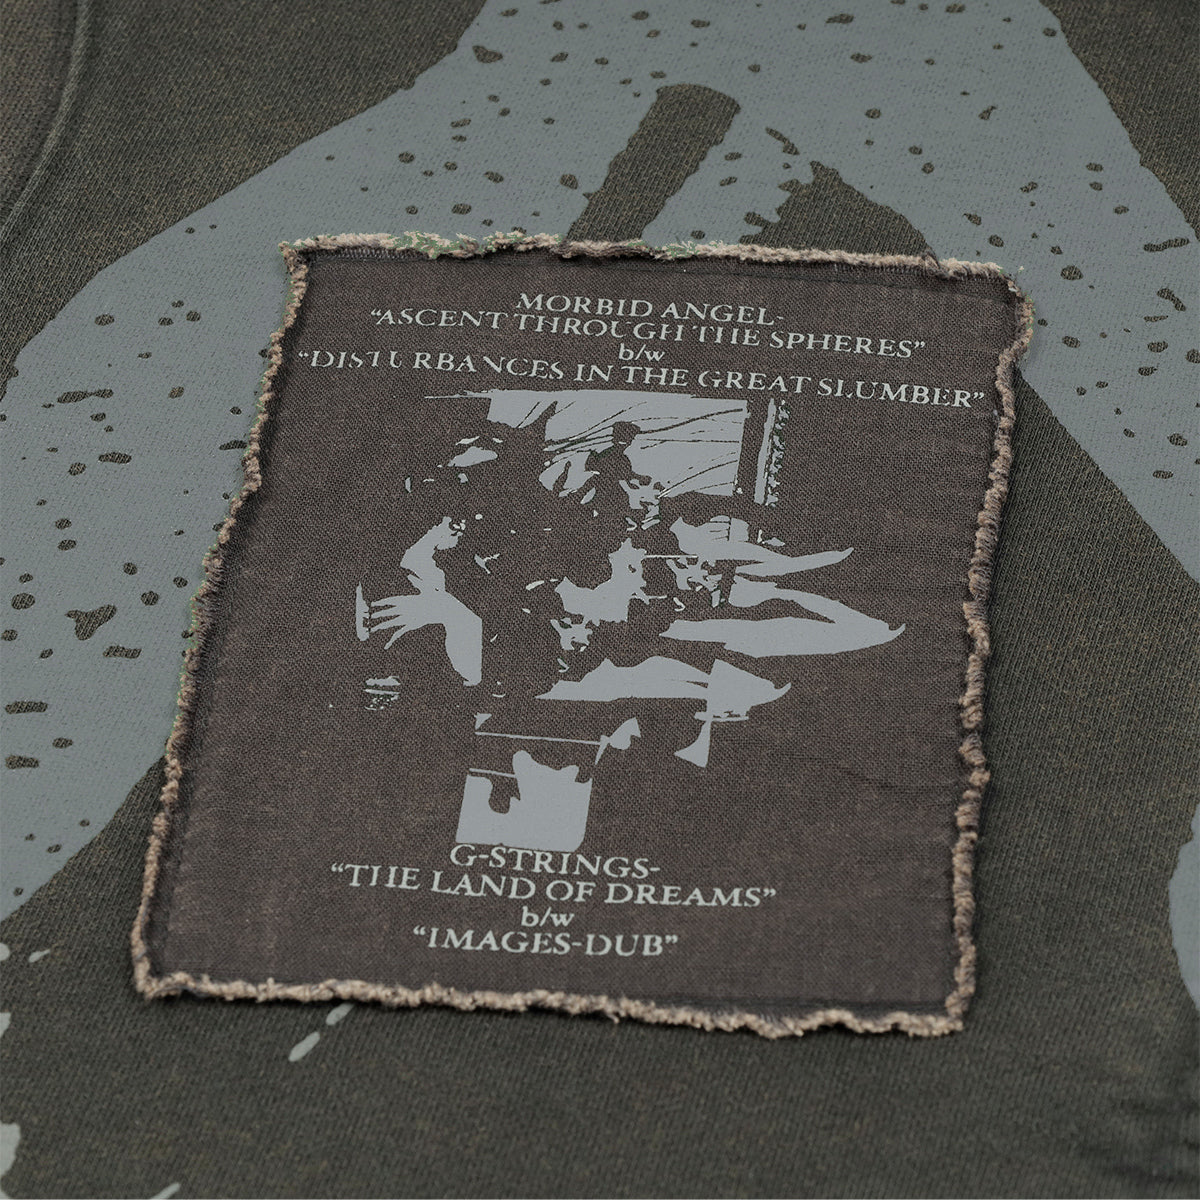 MORBID ANGEL-
“ASCENT THROUGH THE SPHERES”
b/w
“DISTURBANCES IN THE GREAT SLUMBER”
G-STRINGS-
“THE LAND OF DREAMS”
b/w
“IMAGES-DUB”